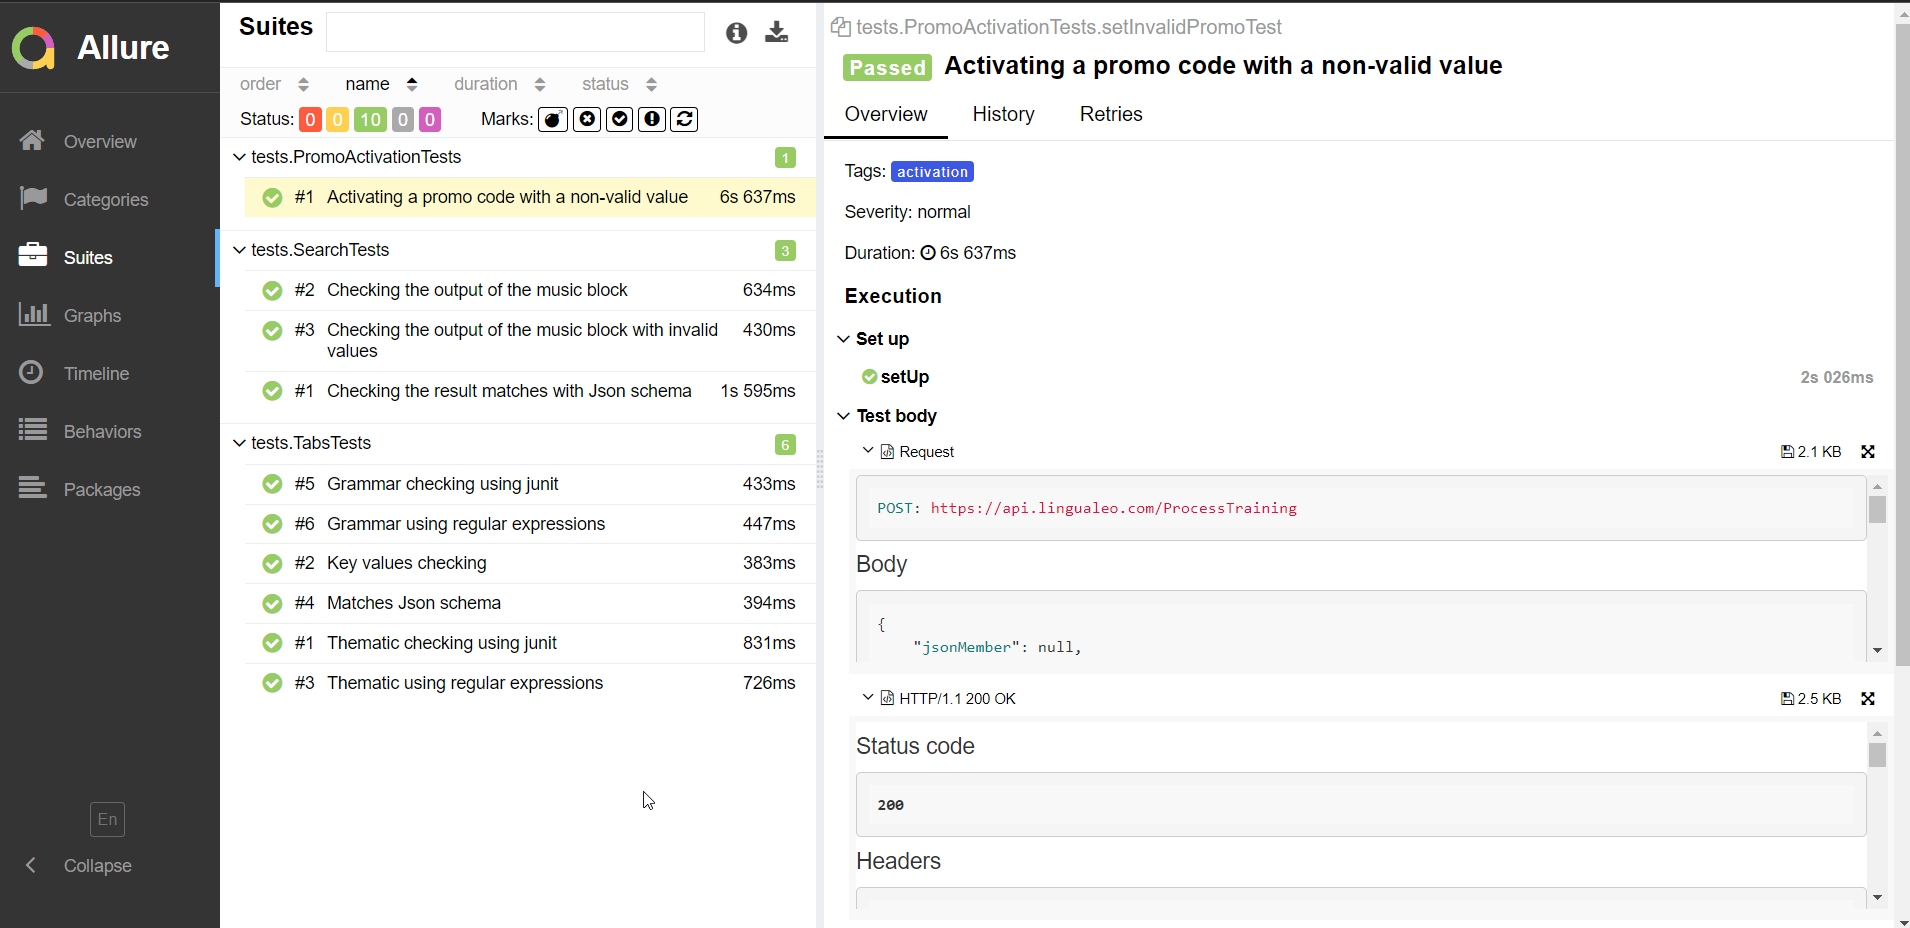 Allure
Overview
Categories
Suites
Graphs
Timeline
Behaviors
Packages
En
Collapse
Suites
order name duration status
Status: 0 0 10 0 0 Marks:
tests.PromoActivationTests 1
#1 Activating a promo code with a non-valid value 6s 637ms
tests.SearchTests 3
#2 Checking the output of the music block 634ms
#3 Checking the output of the music block with invalid 430ms
values
#1 Checking the result matches with Json schema 1s 595ms
tests.TabsTests 6
#5 Grammar checking using junit 433ms
#6 Grammar using regular expressions 447ms
#2 Key values checking 383ms
#4 Matches Json schema 394ms
#1 Thematic checking using junit 831ms
#3 Thematic using regular expressions 726ms
tests.PromoActivationTests.setInvalidPromoTest
Passed Activating a promo code with a non-valid value
Overview History Retries
Tags: activation
Severity: normal
Duration: 6s 637ms
Execution
Set up
setUp 2s 026ms
Test body
Request 2.1 KB
POST: https://api.lingualeo.com/ProcessTraining
Body
{
"jsonMember": null,
HTTP/1.1 200 OK 2.5 KB
Status code
200
Headers